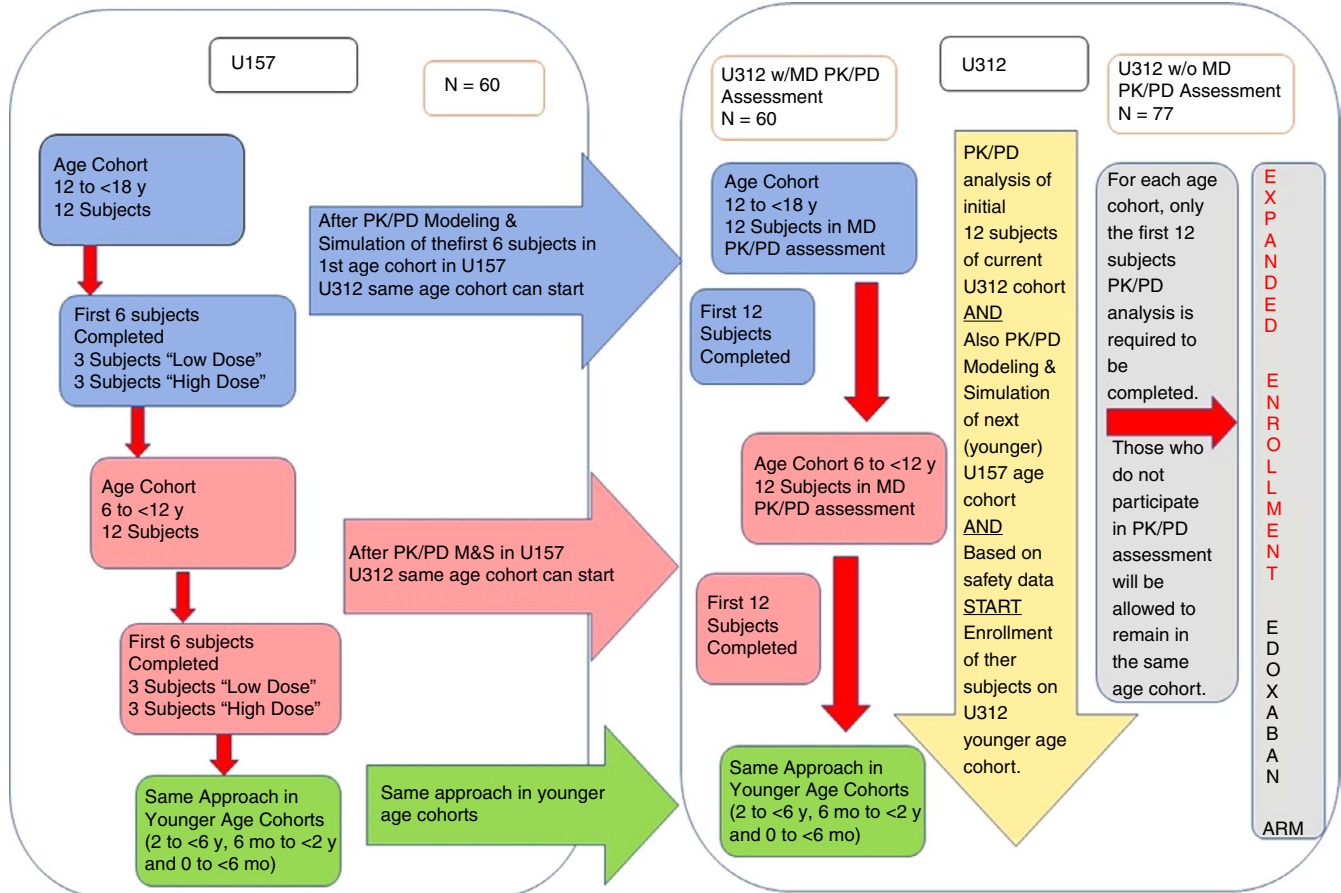 U157
N = 60
Age Cohort
12 to <18 y
12 Subjects
First 6 subjects
Completed
3 Subjects “Low Dose”
3 Subjects “High Dose”
Age Cohort
6 to <12 y
12 Subjects
First 6 subjects
Completed
3 Subjects “Low Dose”
3 Subjects “High Dose”
Same Approach in
Younger Age Cohorts
(2 to <6 y, 6 mo to <2 y
and 0 to <6 mo)
After PK/PD Modeling &
Simulation of thefirst 6 subjects in
1st age cohort in U157
U312 same age cohort can start
After PK/PD M&S in U157
U312 same age cohort can start
Same approach in younger
age cohorts
U312 w/MD PK/PD
Assessment
N = 60
U312
U312 w/o MD
PK/PD Assessment
N = 77
Age Cohort
12 to <18 y
12 Subjects in MD
PK/PD assessment
First 12
Subjects
Completed
Age Cohort 6 to <12 y
12 Subjects in MD
PK/PD assessment
First 12
Subjects
Completed
Same Approach in
Younger Age Cohorts
(2 to <6 y, 6 mo to <2 y
and 0 to <6 mo)
PK/PD
analysis of
initial
12 subjects
of current
U312 cohort
AND
Also PK/PD
Modeling &
Simulation
of next
(younger)
U157 age
cohort
AND
Based on
safety data
START
Enrollment
of ther
subjects on
U312
younger age
cohort.
For each age
cohort, only
the first 12
subjects
PK/PD
analysis is
required to
be
completed.
Those who
do not
participate
in PK/PD
assessment
will be
allowed to
remain in
the same
age cohort.
EXPANDED
ENROLLMENT
EDOXABAN
ARM